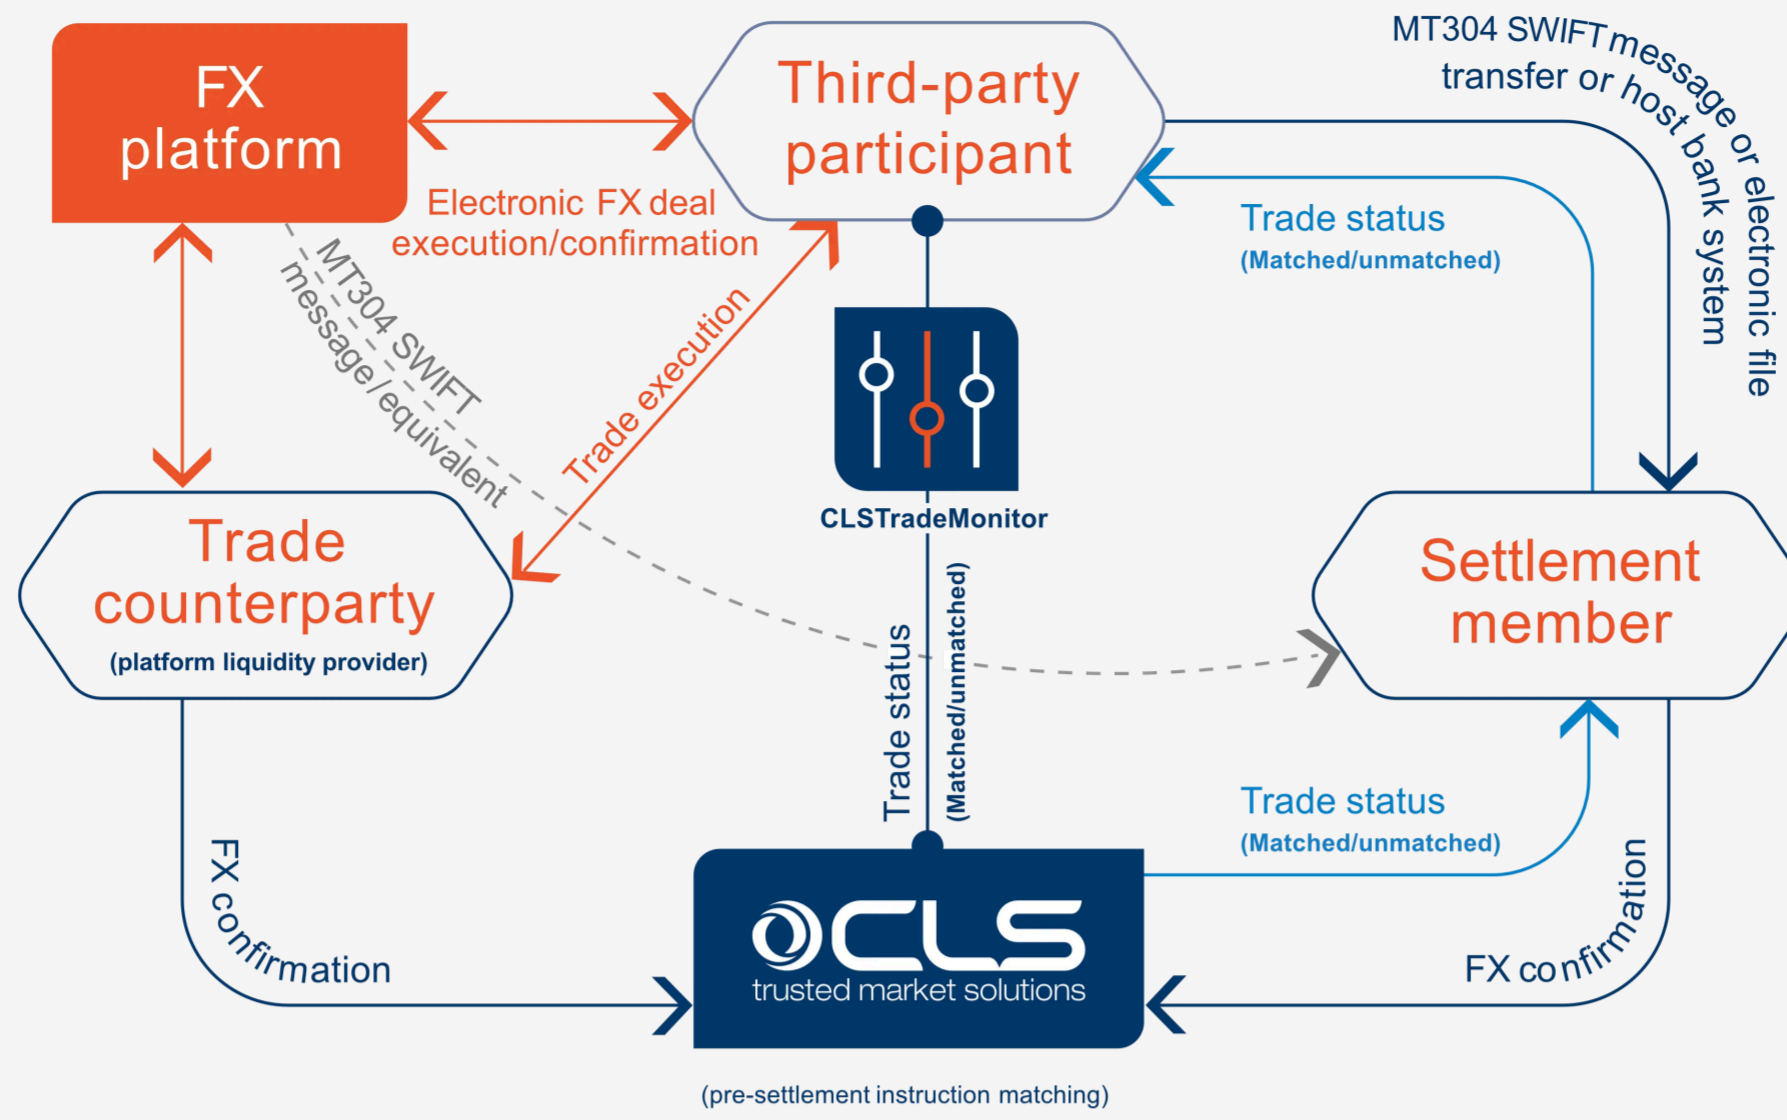 FX
platform
Third-party
participant
MT304 SWIFT message or electronic file
transfer or host bank system
Electronic FX deal
execution/confirmation
Trade status
(Matched/unmatched)
MT304 SWIFT
message/equivalent
Trade execution
CLSTradeMonitor
Trade
counterparty
(platform liquidity provider)
Settlement
member
Trade status
(Matched/unmatched)
Trade status
(Matched/unmatched)
FX confirmation
FX confirmation
CLS
trusted market solutions
(pre-settlement instruction matching)